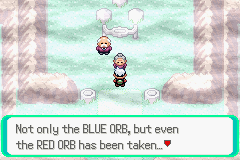 Not only the BLUE ORB, but even
the RED ORB has been taken...